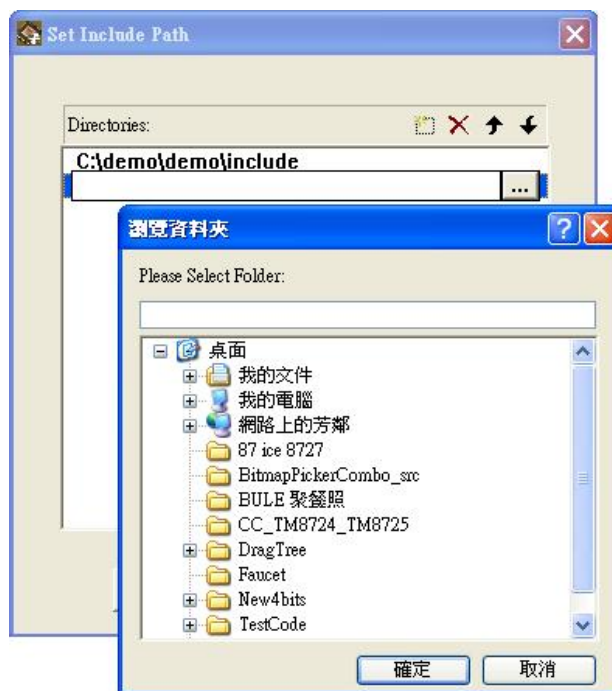 Set Include Path
Directories:
C:\demo\demo\include
...
瀏覽資料夾
Please Select Folder:
桌面
我的文件
我的電腦
網路上的芳鄰
87 ice 8727
BitmapPickerCombo_src
BULE 聚餐照
CC_TM8724_TM8725
DragTree
Faucet
New4bits
TestCode
確定
取消